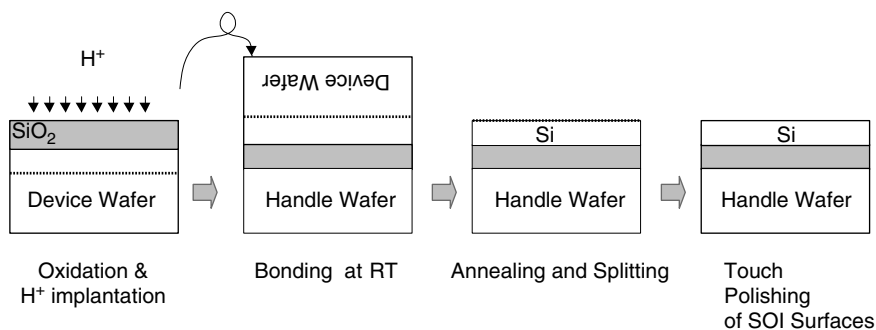 H+
SiO2
Device Wafer
Oxidation &
H+ implantation
Device Wafer
Handle Wafer
Bonding at RT
Si
Handle Wafer
Annealing and Splitting
Si
Handle Wafer
Touch
Polishing
of SOI Surfaces